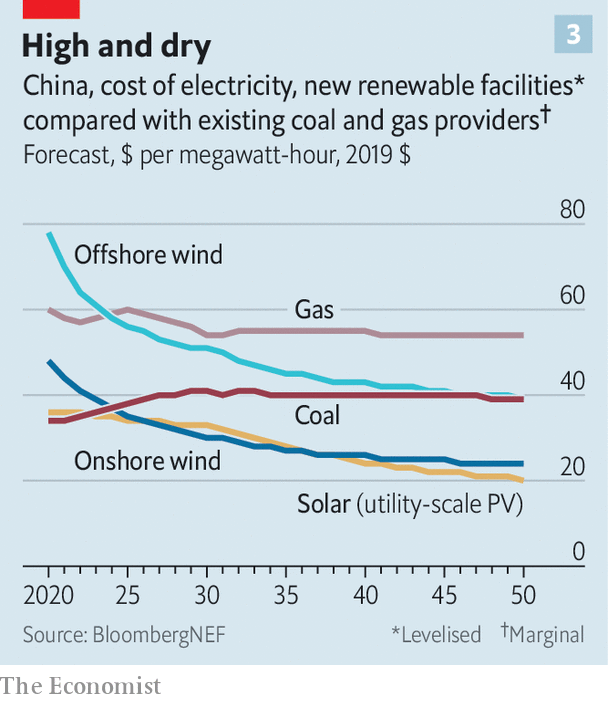 High and dry
3
China, cost of electricity, new renewable facilities*
compared with existing coal and gas providers†
Forecast, $ per megawatt-hour, 2019 $
80
Offshore wind
60
Gas
40
Coal
Onshore wind
20
Solar (utility-scale PV)
0
2020 25 30 35 40 45 50
Source: BloombergNEF *Levelised †Marginal
The Economist